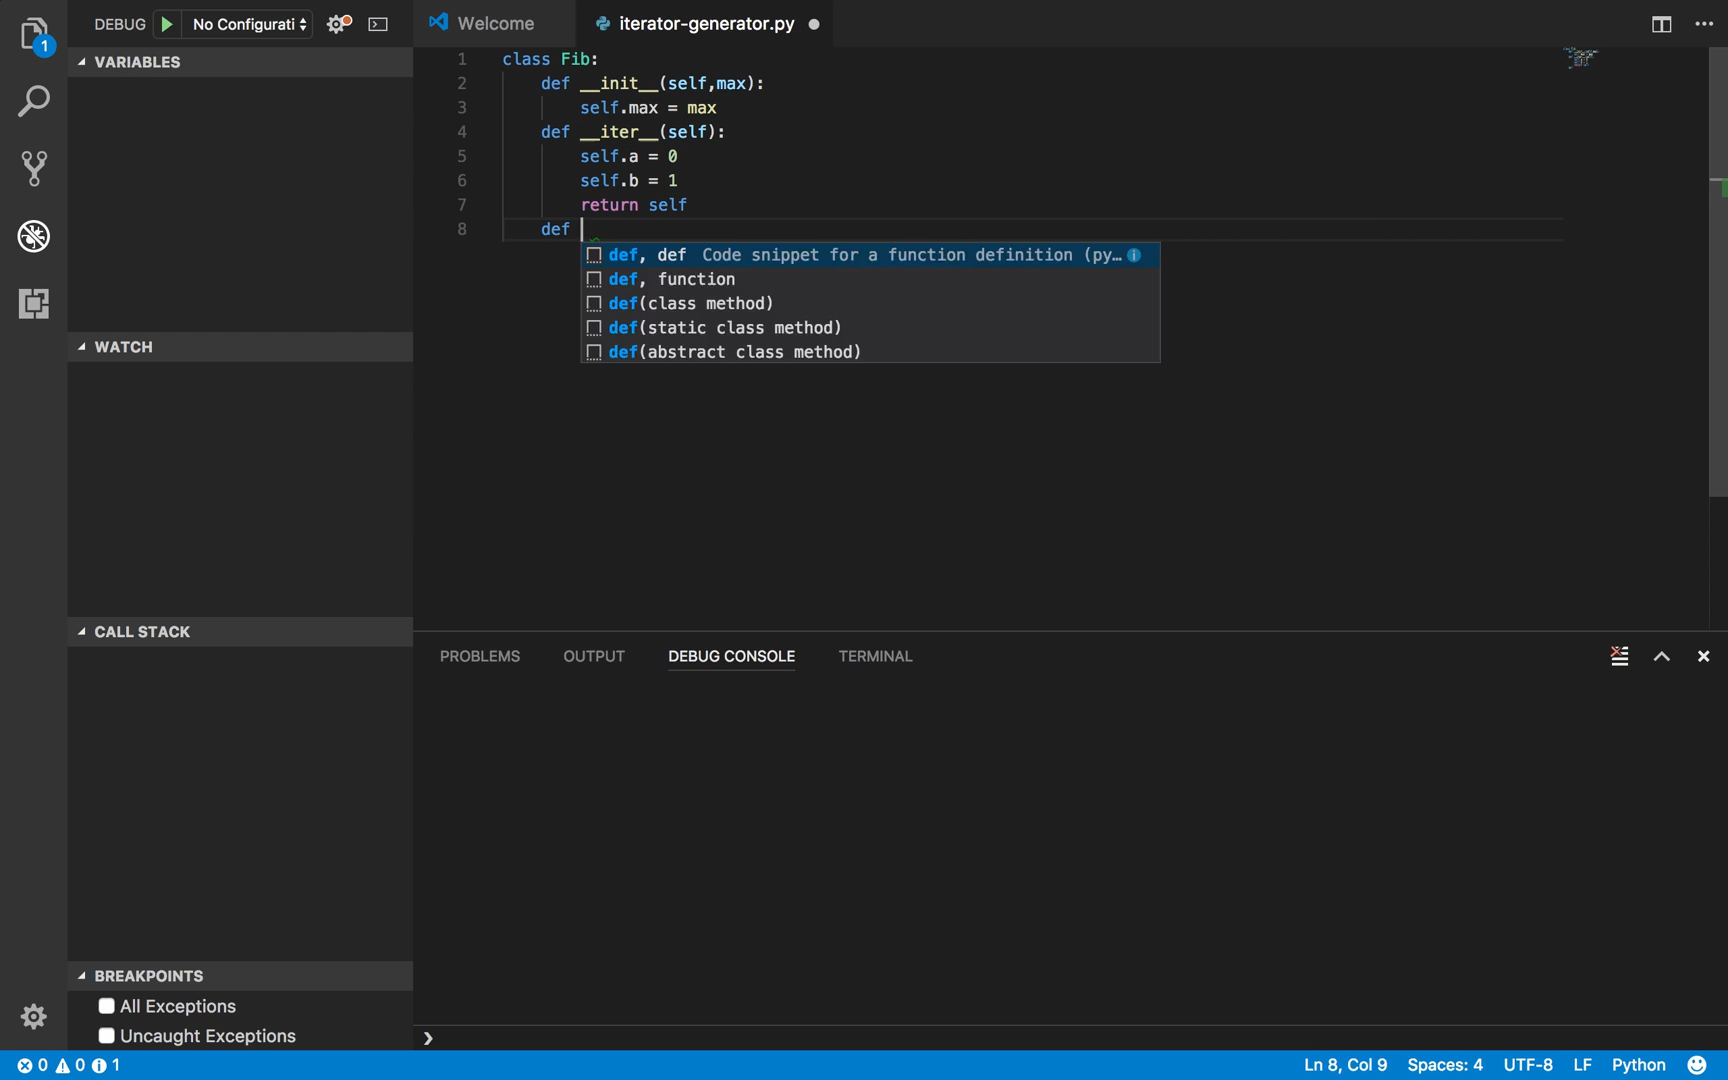 1
DEBUG No Configurati
VARIABLES
WATCH
CALL STACK
BREAKPOINTS
All Exceptions
Uncaught Exceptions
Welcome iterator-generator.py
1 class Fib:
2 def __init__(self,max):
3 self.max = max
4 def __iter__(self):
5 self.a = 0
6 self.b = 1
7 return self
8 def
def, def Code snippet for a function definition (py…
def, function
def(class method)
def(static class method)
def(abstract class method)
PROBLEMS OUTPUT DEBUG CONSOLE TERMINAL
0 0 1 Ln 8, Col 9 Spaces: 4 UTF-8 LF Python